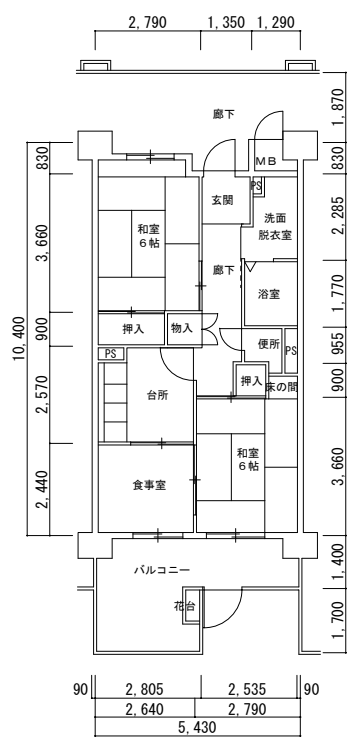 2,790 1,350 1,290
1,870
830
2,285
1,770
955
900
3,660
1,400
1,700
830
3,660
900
2,570
2,440
10,400
廊下
MB
玄関
PS
洗面
脱衣室
和室
6帖
廊下
浴室
押入
物入
便所
PS
PS
押入
床の間
台所
和室
6帖
食事室
バルコニー
花台
90 2,805 2,535 90
2,640 2,790
5,430